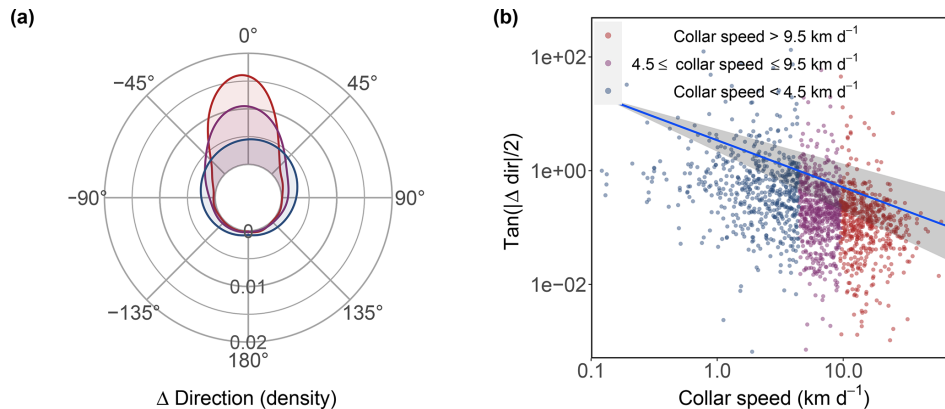 (a)
0°
−45°
45°
−90°
90°
0
0.01
−135°
135°
0.02
180°
Δ Direction (density)
(b)
Collar speed > 9.5 km d⁻¹
4.5 ≤ collar speed ≤ 9.5 km d⁻¹
Collar speed < 4.5 km d⁻¹
Tan(|Δ dir|/2)
1e+02
1e+00
1e−02
0.1
1.0
10.0
Collar speed (km d⁻¹)